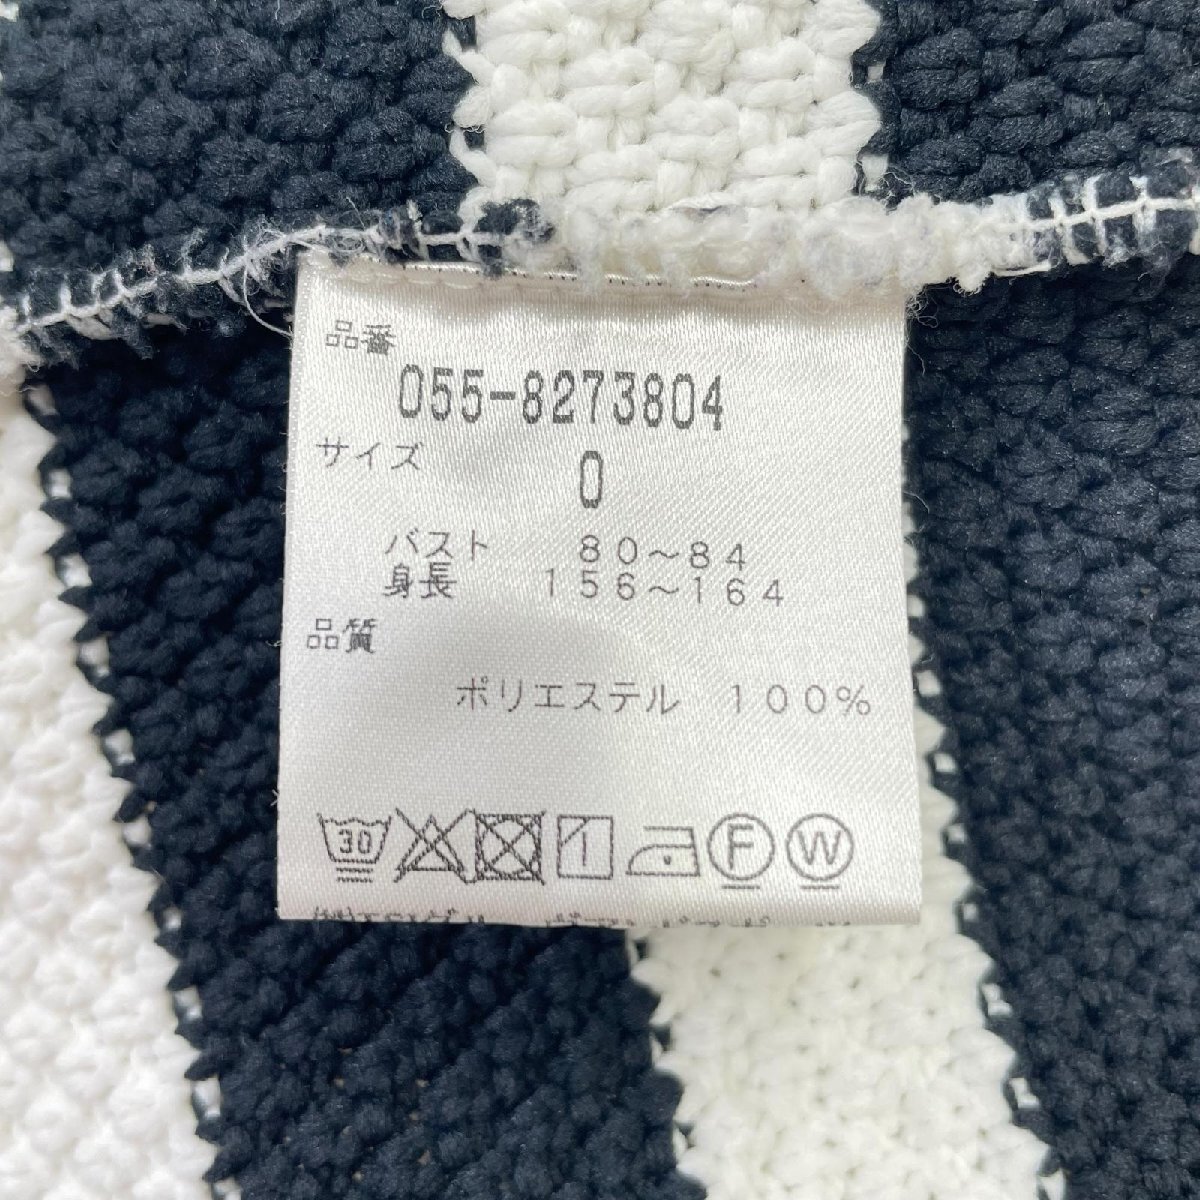 品番
055-8273804
サイズ
0
バスト 80～84
身長 156～164
品質
ポリエステル 100%
30 F W